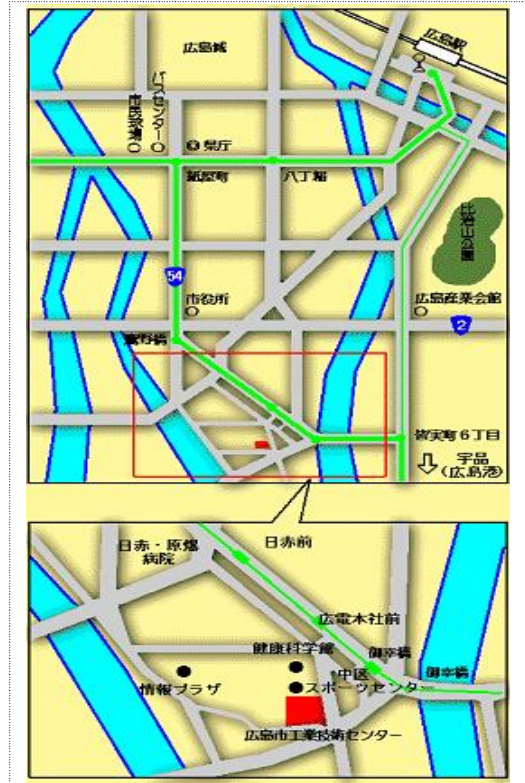 広島駅
広島城
バスセンター
市民球場
県庁
紙屋町
八丁堀
比治山公園
54
市役所
広島産業会館
2
鷹野橋
皆実町6丁目
宇品
(広島港)
日赤・原爆
病院
日赤前
広電本社前
健康科学館
御幸橋
中区
御幸橋
情報プラザ
スポーツセンター
広島市工業技術センター